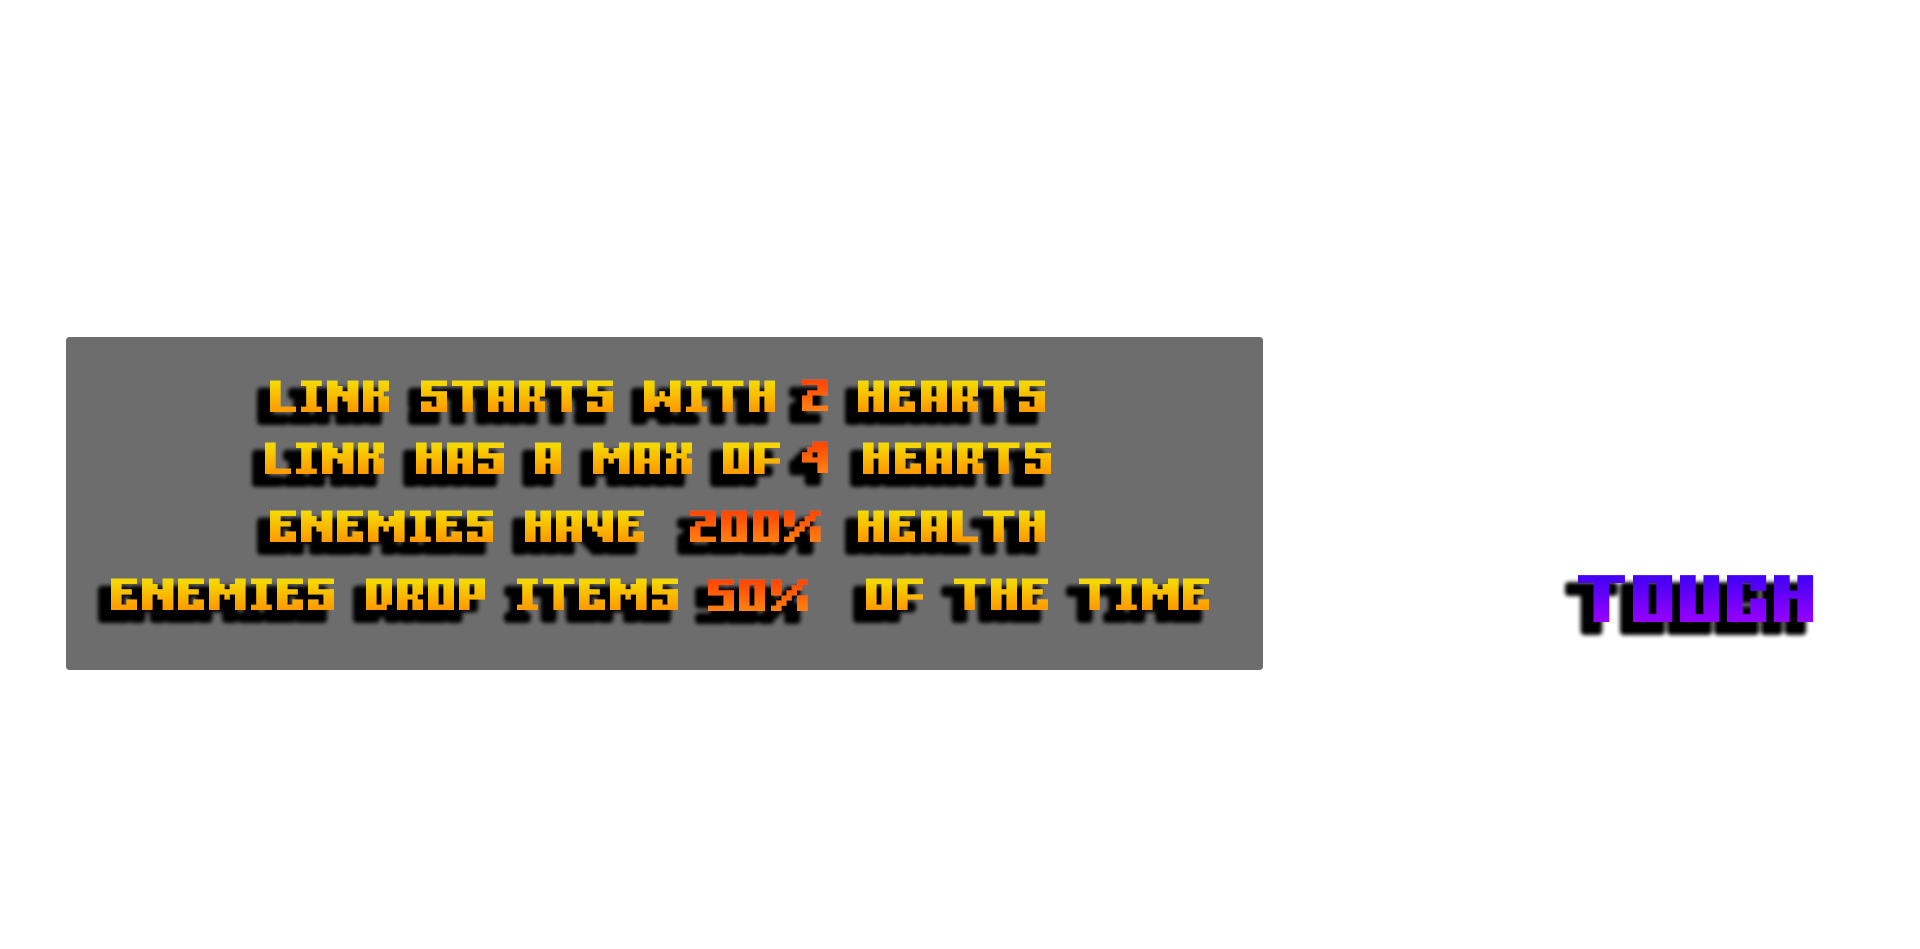 LINK STARTS WITH 2 HEARTS
LINK HAS A MAX OF 4 HEARTS
ENEMIES HAVE 200% HEALTH
ENEMIES DROP ITEMS 50% OF THE TIME
TOUGH